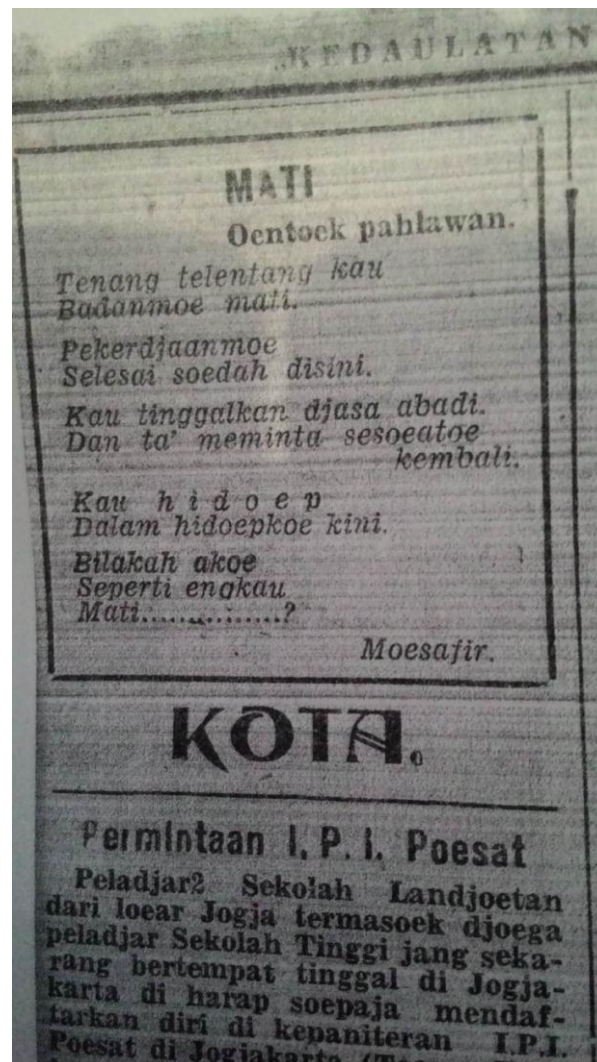 KEDAULATAN
MATI
Oentoek pahlawan.
Tenang telentang kau
Badanmoe mati.
Pekerdjaanmoe
Selesai soedah disini.
Kau tinggalkan djasa abadi.
Dan ta' meminta sesoeatoe
kembali.
Kau h i d o e p
Dalam hidoepkoe kini.
Bilakah akoe
Seperti engkau
Mati...............?
Moesafir.
KOTA.
Permintaan I. P. I. Poesat
Peladjar2 Sekolah Landjoetan
dari loear Jogja termasoek djoega
peladjar Sekolah Tinggi jang seka-
rang bertempat tinggal di Jogja-
karta di harap soepaja mendaf-
tarkan diri di kepaniteran I.P.I.
Poesat di Jogjakarta